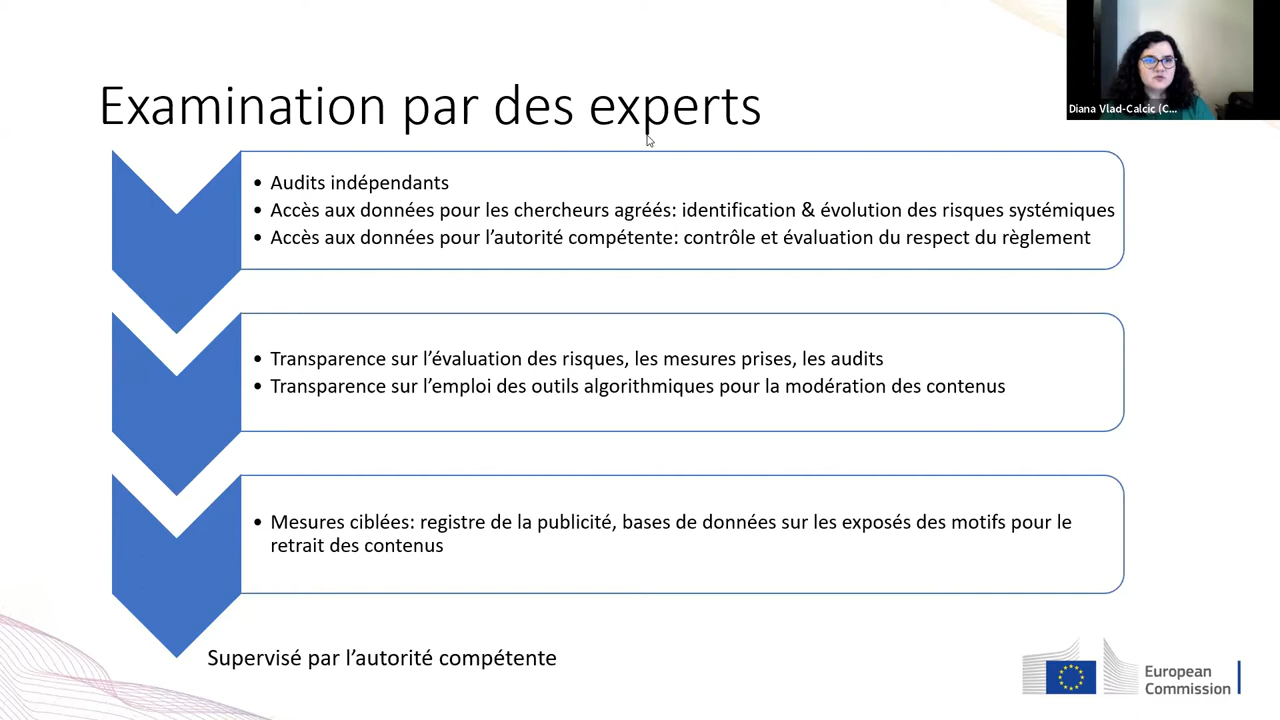 Diana Vlad-Calcic (C...
Examination par des experts
• Audits indépendants
• Accès aux données pour les chercheurs agréés: identification & évolution des risques systémiques
• Accès aux données pour l’autorité compétente: contrôle et évaluation du respect du règlement
• Transparence sur l’évaluation des risques, les mesures prises, les audits
• Transparence sur l’emploi des outils algorithmiques pour la modération des contenus
• Mesures ciblées: registre de la publicité, bases de données sur les exposés des motifs pour le
retrait des contenus
Supervisé par l’autorité compétente
European
Commission